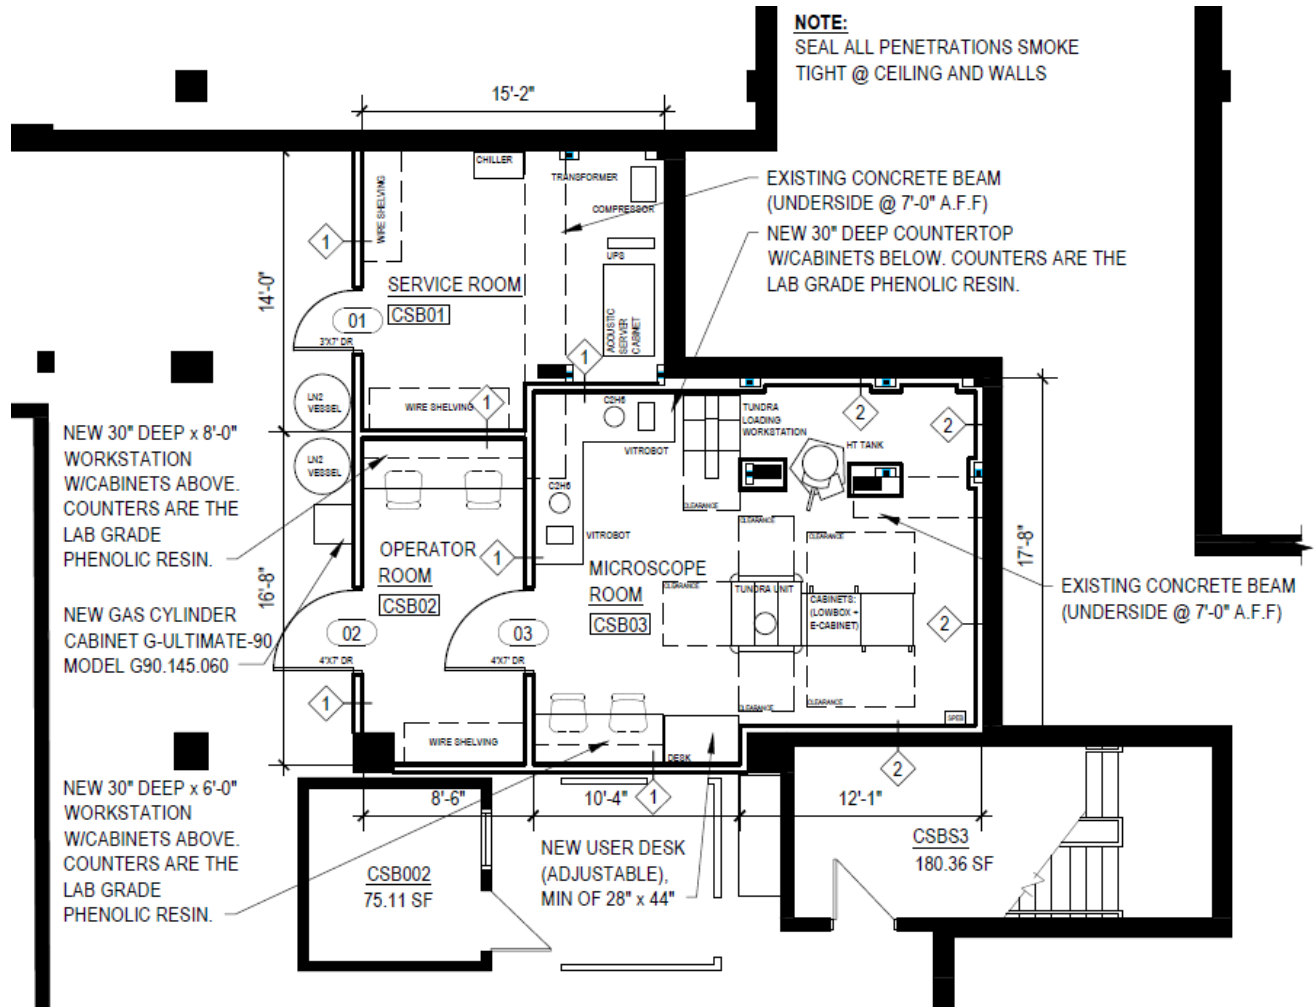 NOTE:
SEAL ALL PENETRATIONS SMOKE
TIGHT @ CEILING AND WALLS
15'-2"
CHILLER
TRANSFORMER
COMPRESSOR
WIRE SHELVING
EXISTING CONCRETE BEAM
(UNDERSIDE @ 7'-0" A.F.F)
NEW 30" DEEP COUNTERTOP
W/CABINETS BELOW. COUNTERS ARE THE
LAB GRADE PHENOLIC RESIN.
1
UPS
14'-0"
SERVICE ROOM
CSB01
01
3'X7' DR
ACOUSTIC
SERVER
CABINET
1
LN2
VESSEL
WIRE SHELVING
1
C2H6
VITROBOT
TUNDRA
LOADING
WORKSTATION
HT TANK
2
2
NEW 30" DEEP x 8'-0"
WORKSTATION
W/CABINETS ABOVE.
COUNTERS ARE THE
LAB GRADE
PHENOLIC RESIN.
LN2
VESSEL
C2H6
VITROBOT
CLEARANCE
CLEARANCE
CLEARANCE
CLEARANCE
17'-8"
OPERATOR
ROOM
CSB02
1
MICROSCOPE
ROOM
CSB03
TUNDRA UNIT
CABINETS:
(LOWBOX +
E-CABINET)
2
EXISTING CONCRETE BEAM
(UNDERSIDE @ 7'-0" A.F.F)
16'-8"
NEW GAS CYLINDER
CABINET G-ULTIMATE-90
MODEL G90.145.060
02
4'X7' DR
03
4'X7' DR
1
CLEARANCE
CLEARANCE
SPEB
WIRE SHELVING
DESK
2
1
NEW 30" DEEP x 6'-0"
WORKSTATION
W/CABINETS ABOVE.
COUNTERS ARE THE
LAB GRADE
PHENOLIC RESIN.
8'-6"
10'-4"
12'-1"
NEW USER DESK
(ADJUSTABLE),
MIN OF 28" x 44"
CSB002
75.11 SF
CSBS3
180.36 SF